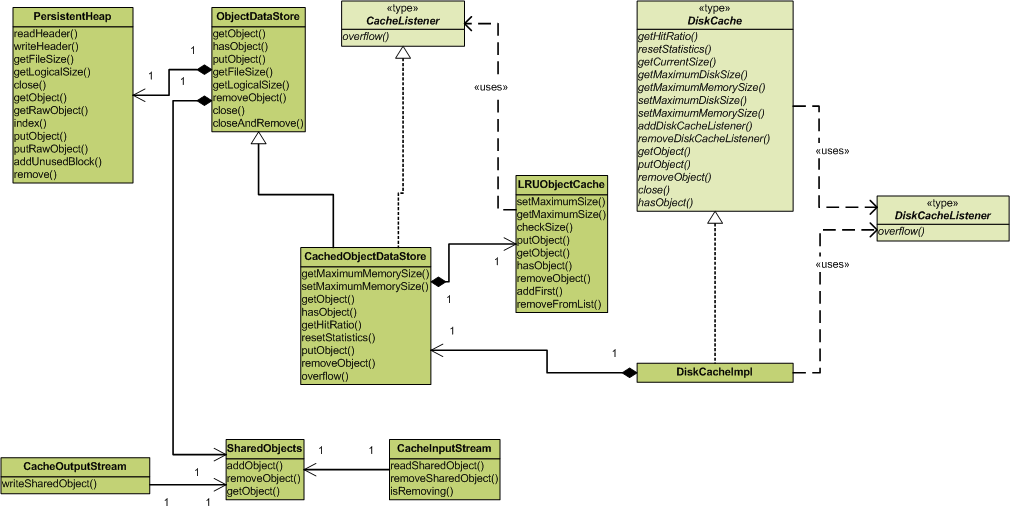 PersistentHeap
readHeader()
writeHeader()
getFileSize()
getLogicalSize()
close()
getObject()
getRawObject()
index()
putObject()
putRawObject()
addUnusedBlock()
remove()
1
1
1
ObjectDataStore
getObject()
hasObject()
putObject()
getFileSize()
getLogicalSize()
removeObject()
close()
closeAndRemove()
«type»
CacheListener
overflow()
«uses»
«type»
DiskCache
getHitRatio()
resetStatistics()
getCurrentSize()
getMaximumDiskSize()
getMaximumMemorySize()
setMaximumDiskSize()
setMaximumMemorySize()
addDiskCacheListener()
removeDiskCacheListener()
getObject()
putObject()
removeObject()
close()
hasObject()
«uses»
«type»
DiskCacheListener
overflow()
«uses»
LRUObjectCache
setMaximumSize()
getMaximumSize()
checkSize()
putObject()
getObject()
hasObject()
removeObject()
addFirst()
removeFromList()
CachedObjectDataStore
getMaximumMemorySize()
setMaximumMemorySize()
getObject()
hasObject()
getHitRatio()
resetStatistics()
putObject()
removeObject()
overflow()
1
1
1
1
DiskCacheImpl
SharedObjects
addObject()
removeObject()
getObject()
1
1
CacheInputStream
readSharedObject()
removeSharedObject()
isRemoving()
CacheOutputStream
writeSharedObject()
1
1
1